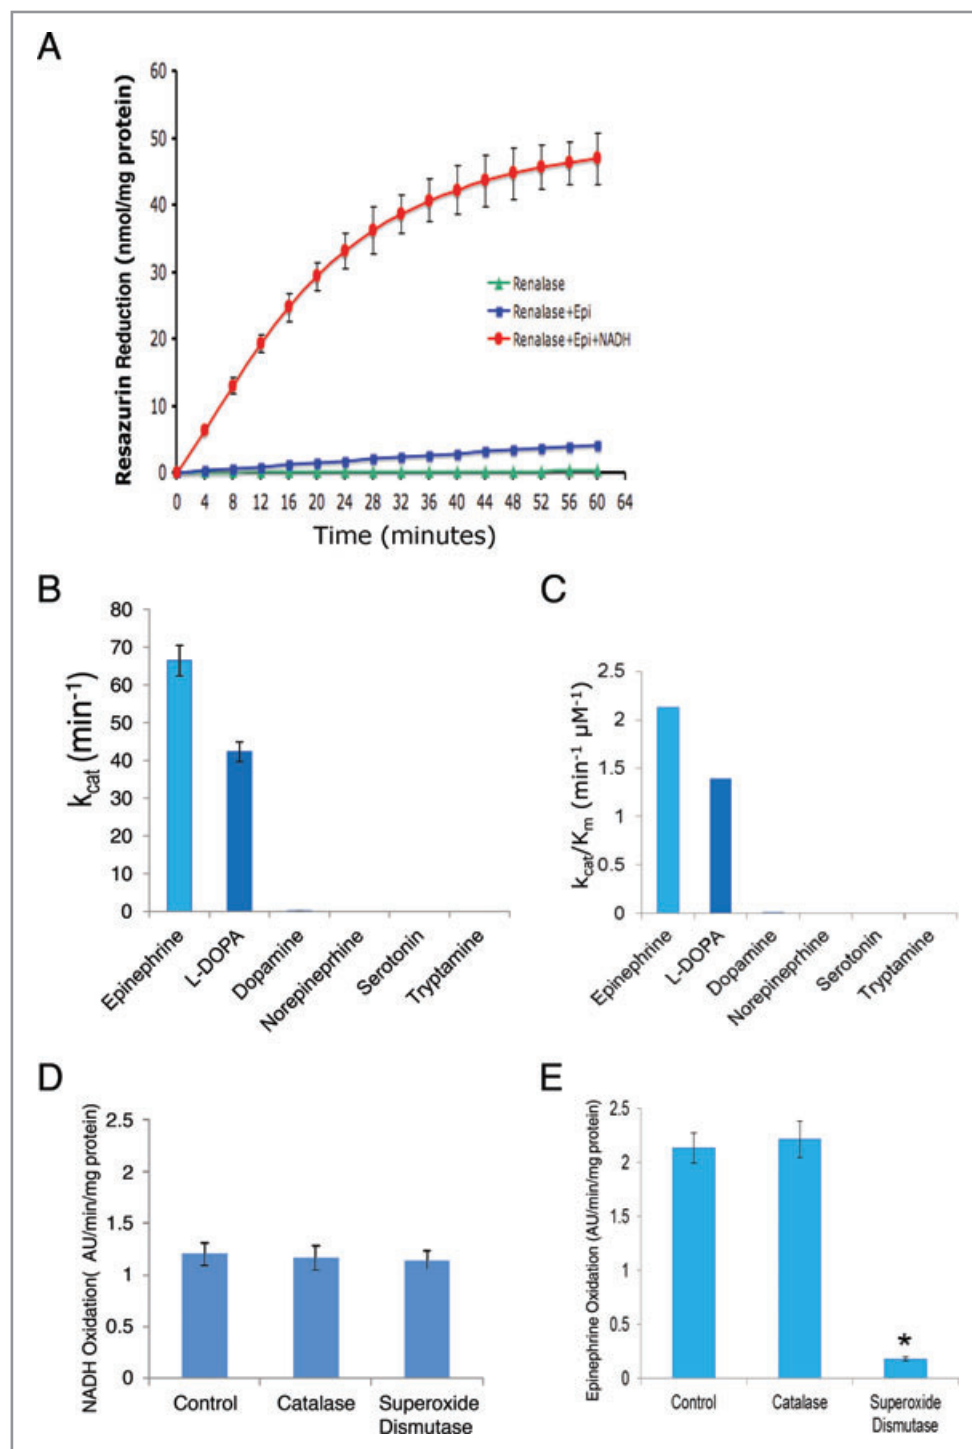 A
Resazurin Reduction (nmol/mg protein)
60
50
40
30
20
10
0
Renalase
Renalase+Epi
Renalase+Epi+NADH
0 4 8 12 16 20 24 28 32 36 40 44 48 52 56 60 64
Time (minutes)
B
kcat (min-1)
80
70
60
50
40
30
20
10
0
Epinephrine
L-DOPA
Dopamine
Norepineprhine
Serotonin
Tryptamine
C
kcat/Km (min-1 µM-1)
2.5
2
1.5
1
0.5
0
Epinephrine
L-DOPA
Dopamine
Norepineprhine
Serotonin
Tryptamine
D
NADH Oxidation( AU/min/mg protein)
2.5
2
1.5
1
0.5
0
Control
Catalase
Superoxide
Dismutase
E
Epinephrine Oxidation (AU/min/mg protein)
2.5
2
1.5
1
0.5
0
*
Control
Catalase
Superoxide
Dismutase